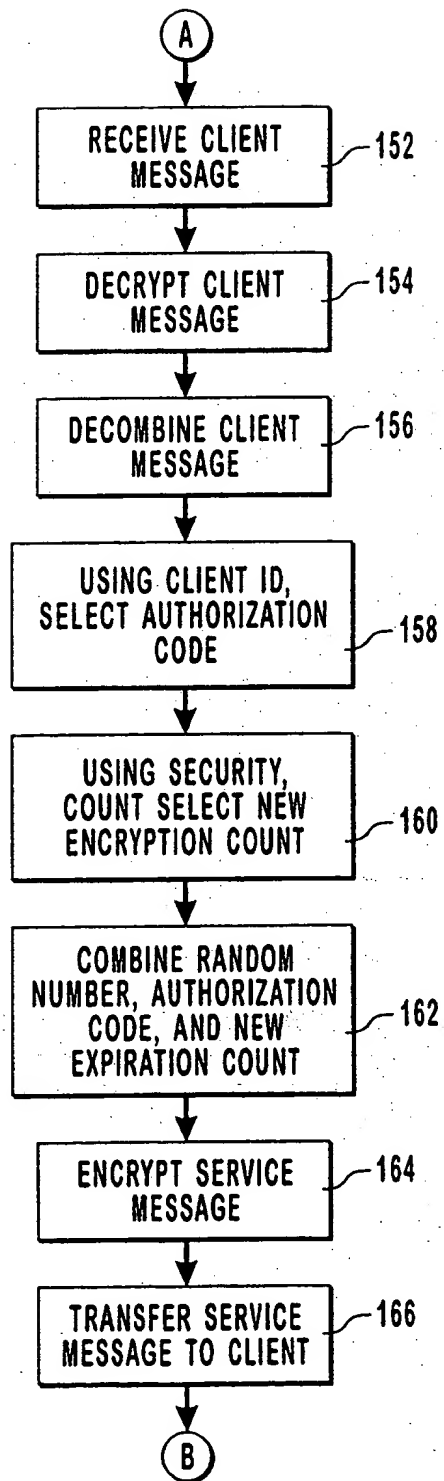 A
RECEIVE CLIENT
MESSAGE
152
DECRYPT CLIENT
MESSAGE
154
DECOMBINE CLIENT
MESSAGE
156
USING CLIENT ID,
SELECT AUTHORIZATION
CODE
158
USING SECURITY,
COUNT SELECT NEW
ENCRYPTION COUNT
160
COMBINE RANDOM
NUMBER, AUTHORIZATION
CODE, AND NEW
EXPIRATION COUNT
162
ENCRYPT SERVICE
MESSAGE
164
TRANSFER SERVICE
MESSAGE TO CLIENT
166
B